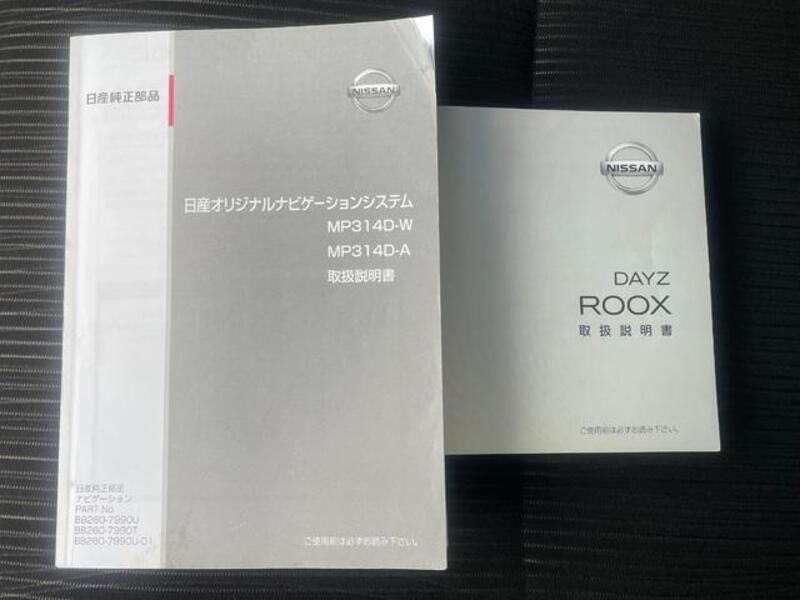 日産純正部品
NISSAN
日産オリジナルナビゲーションシステム
MP314D-W
MP314D-A
取扱説明書
日産純正部品
ナビゲーション
PART No.
B8260-7990U
B8260-7990T
B8260-7990U-01
ご使用前は必ずお読み下さい。
NISSAN
DAYZ
ROOX
取扱説明書
ご使用前は必ずお読み下さい。